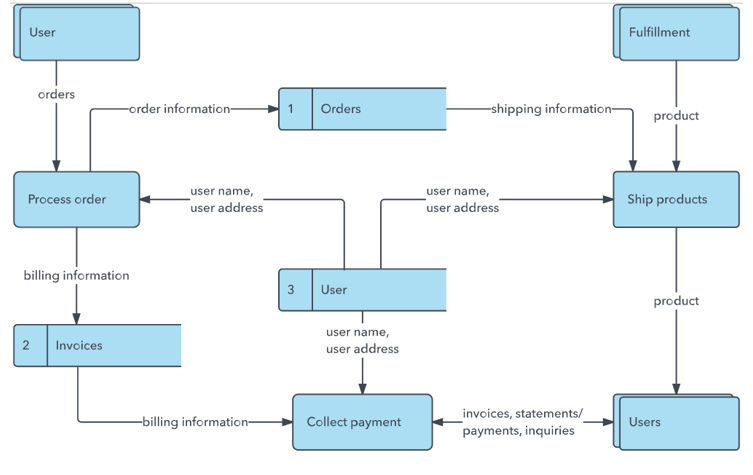 User
Fulfillment
orders
order information
1
Orders
shipping information
product
Process order
user name,
user address
user name,
user address
Ship products
billing information
3
User
product
2
Invoices
user name,
user address
billing information
Collect payment
invoices, statements/
payments, inquiries
Users